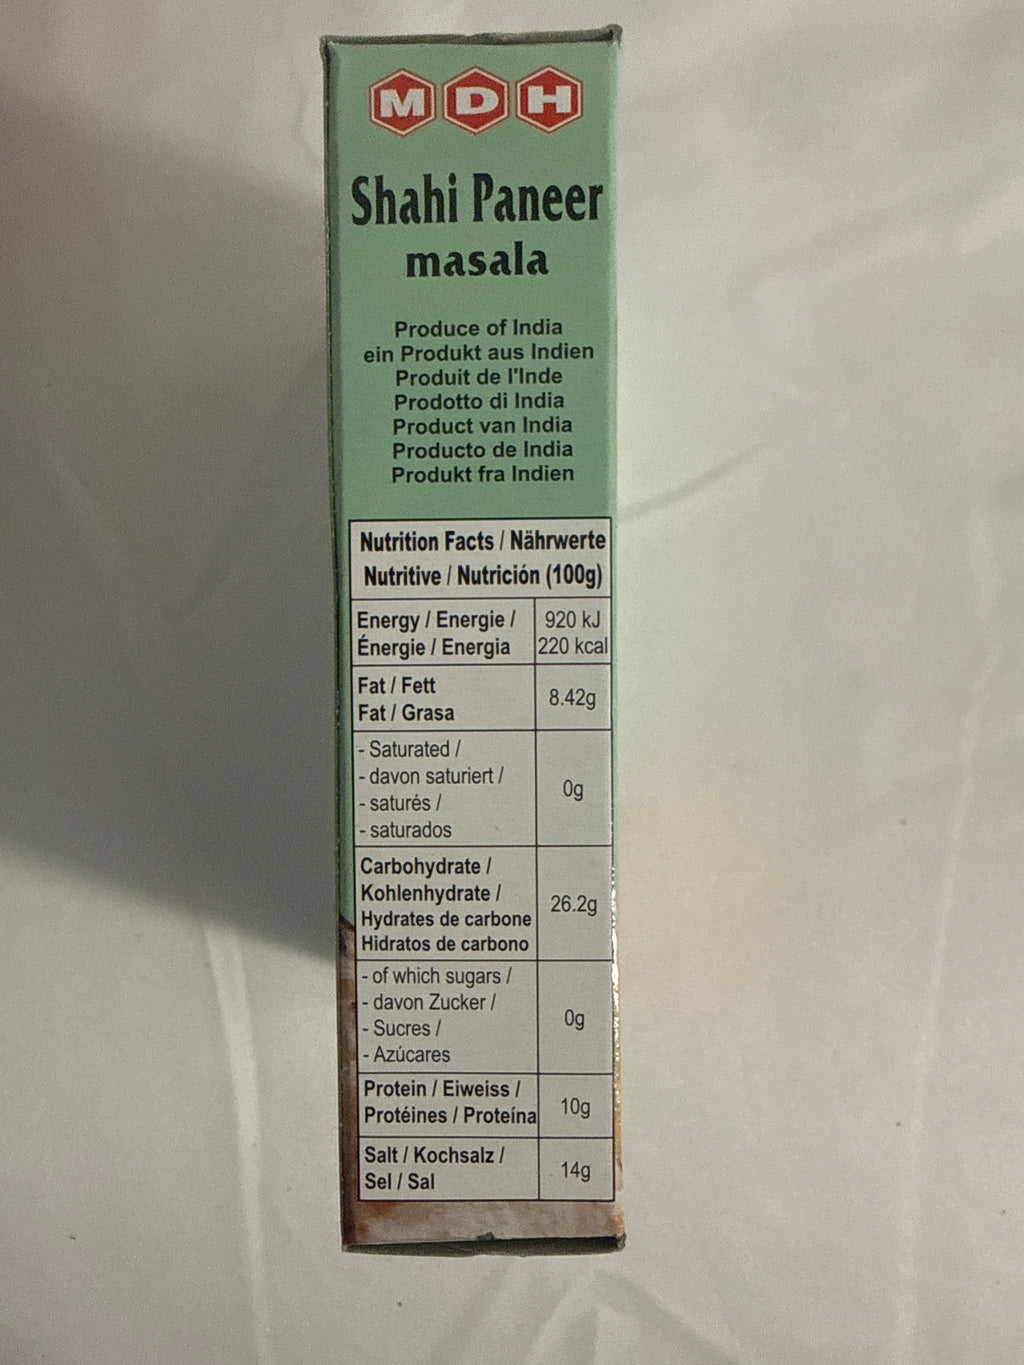 MDH
Shahi Paneer
masala
Produce of India
ein Produkt aus Indien
Produit de l'Inde
Prodotto di India
Product van India
Producto de India
Produkt fra Indien
Nutrition Facts / Nährwerte
Nutritive / Nutrición (100g)
Energy / Energie / 920 kJ
Énergie / Energia 220 kcal
Fat / Fett
Fat / Grasa
8.42g
- Saturated /
- davon saturiert /
- saturés /
- saturados
0g
Carbohydrate /
Kohlenhydrate /
Hydrates de carbone
Hidratos de carbono
26.2g
- of which sugars /
- davon Zucker /
- Sucres /
- Azúcares
0g
Protein / Eiweiss /
Protéines / Proteína
10g
Salt / Kochsalz /
Sel / Sal
14g